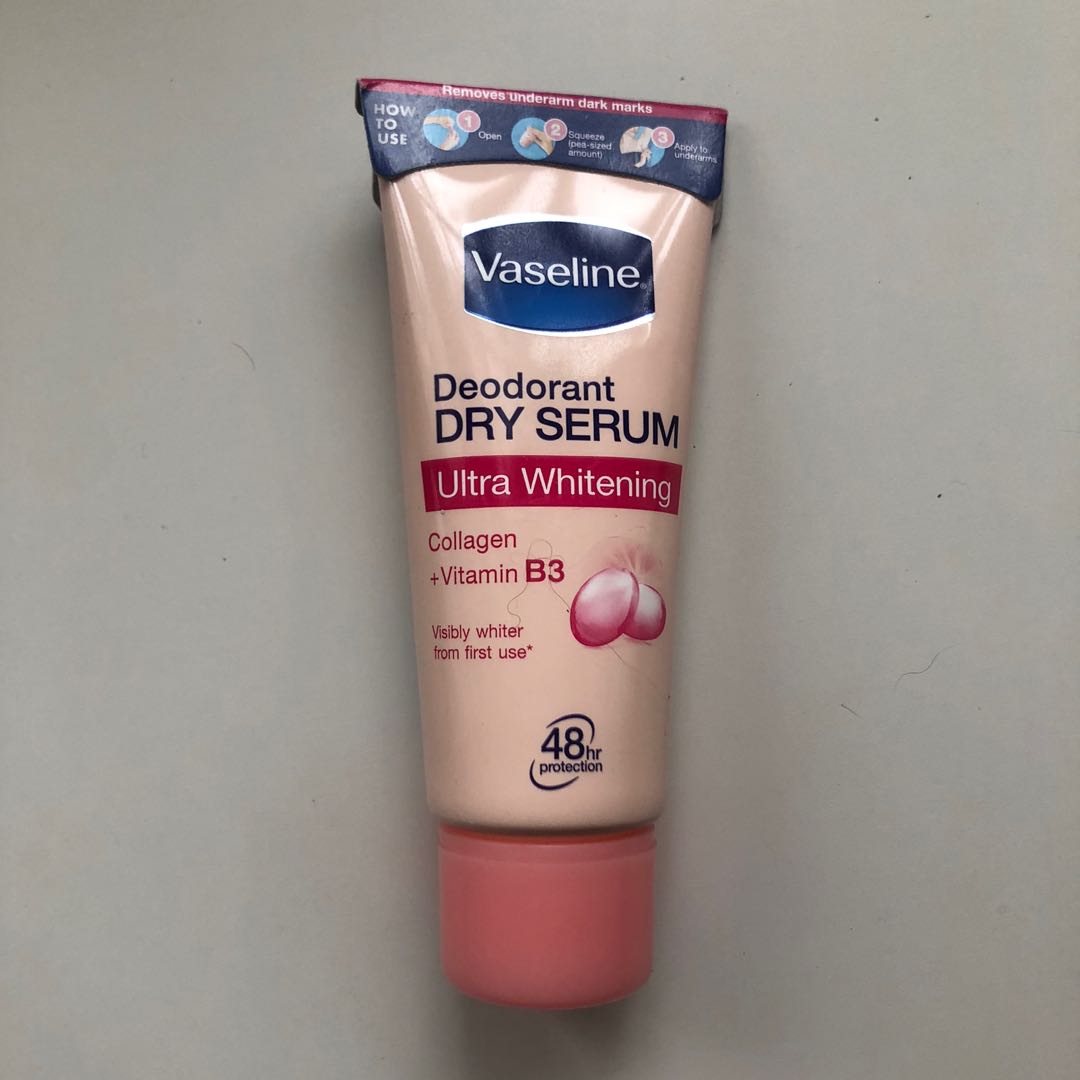 Removes underarm dark marks
HOW
TO
USE
1
Open
2
Squeeze
(pea-sized
amount)
3
Apply to
underarms
Vaseline®
Deodorant
DRY SERUM
Ultra Whitening
Collagen
+Vitamin B3
Visibly whiter
from first use*
48hr
protection